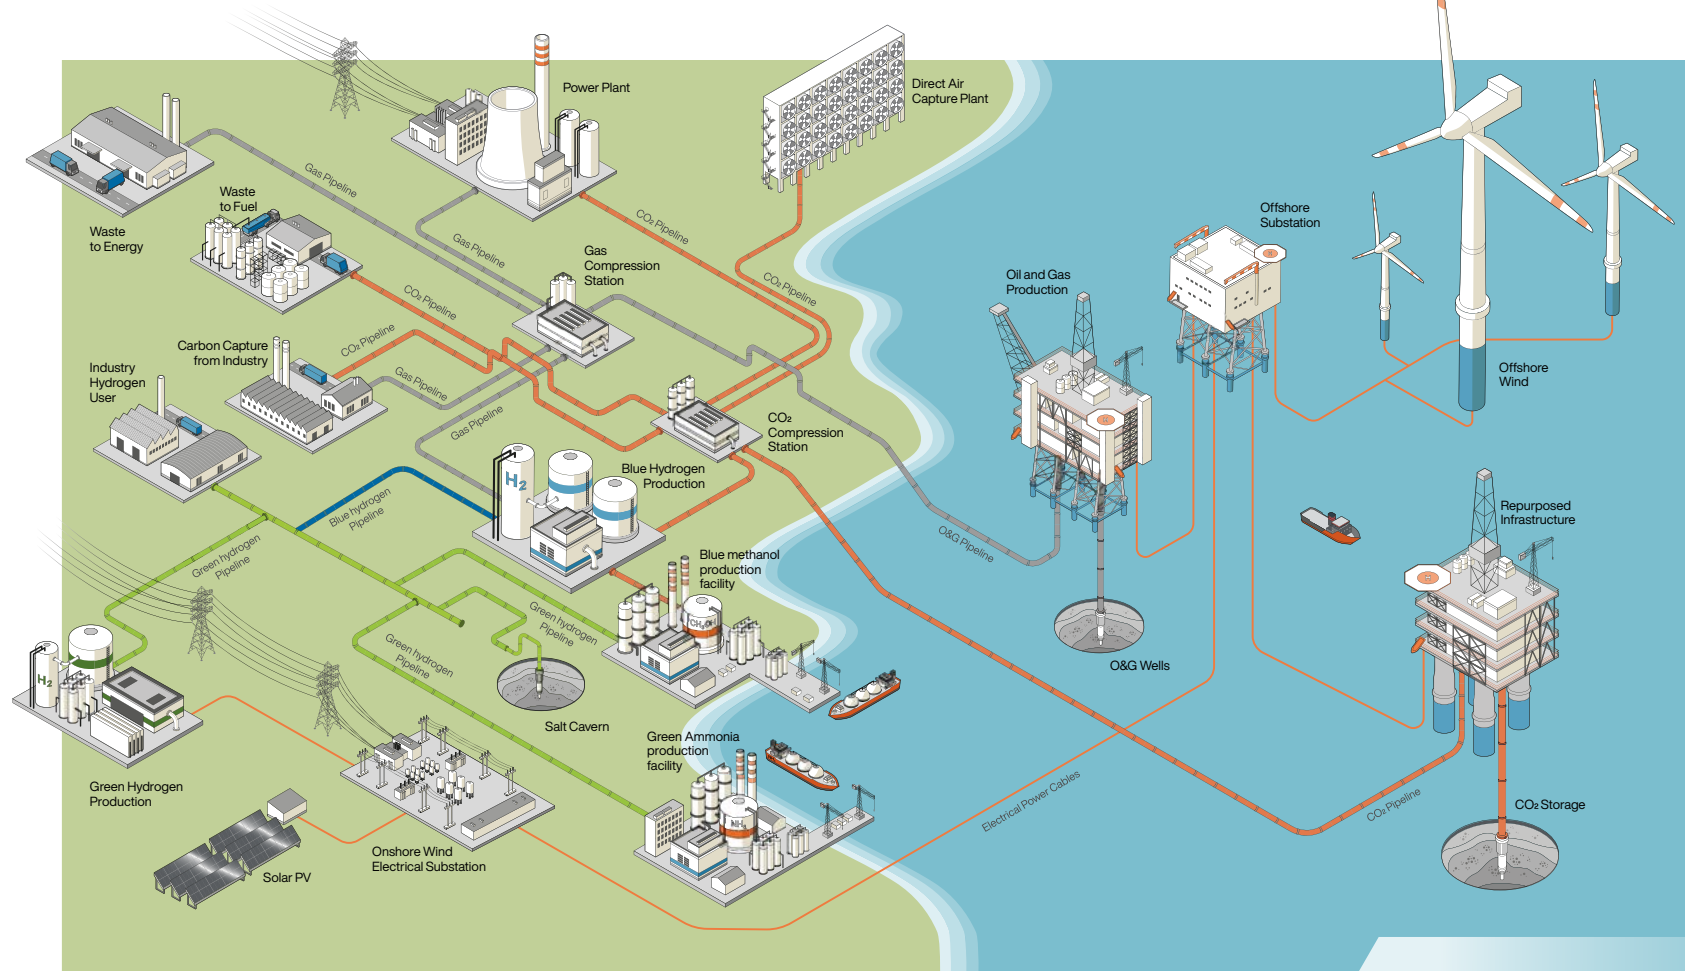 Power Plant
Direct Air
Capture Plant
Gas Pipeline
Waste
to Fuel
Waste
to Energy
CO₂ Pipeline
Gas Pipeline
Gas
Compression
Station
Offshore
Substation
Oil and Gas
Production
CO₂ Pipeline
CO₂ Pipeline
CO₂ Pipeline
Carbon Capture
from Industry
Industry
Hydrogen
User
Gas Pipeline
Offshore
Wind
Gas Pipeline
CO₂
Compression
Station
Blue Hydrogen
Production
H₂
Blue hydrogen
Pipeline
O&G Pipeline
Repurposed
Infrastructure
Green hydrogen
Pipeline
Blue methanol
production
facility
CH₃OH
Green hydrogen
Pipeline
Green hydrogen
Pipeline
O&G Wells
H₂
Salt Cavern
Green Ammonia
production
facility
Green Hydrogen
Production
Electrical Power Cables
CO₂ Pipeline
CO₂ Storage
NH₃
Onshore Wind
Electrical Substation
Solar PV